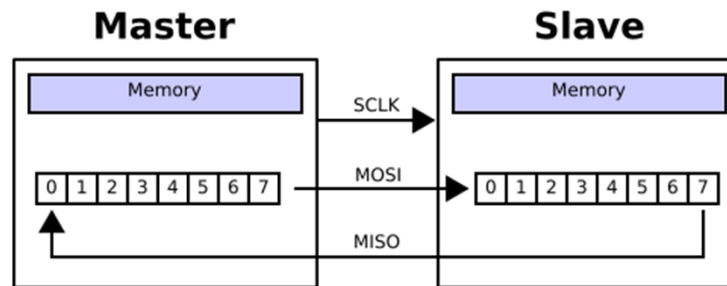 Master Slave
Memory Memory
SCLK
0 1 2 3 4 5 6 7 MOSI 0 1 2 3 4 5 6 7
MISO